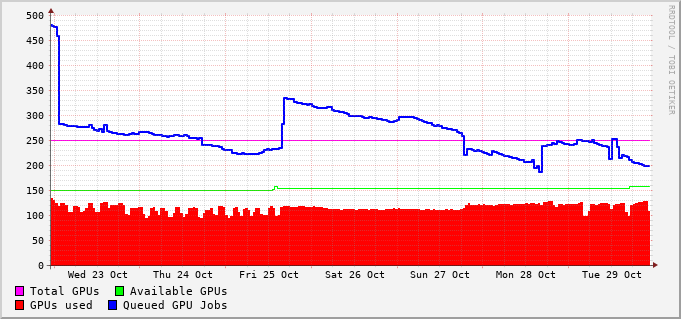 500
450
400
350
300
250
200
150
100
50
0
Wed 23 Oct Thu 24 Oct Fri 25 Oct Sat 26 Oct Sun 27 Oct Mon 28 Oct Tue 29 Oct
Total GPUs Available GPUs
GPUs used Queued GPU Jobs
RRDTOOL / TOBI OETIKER